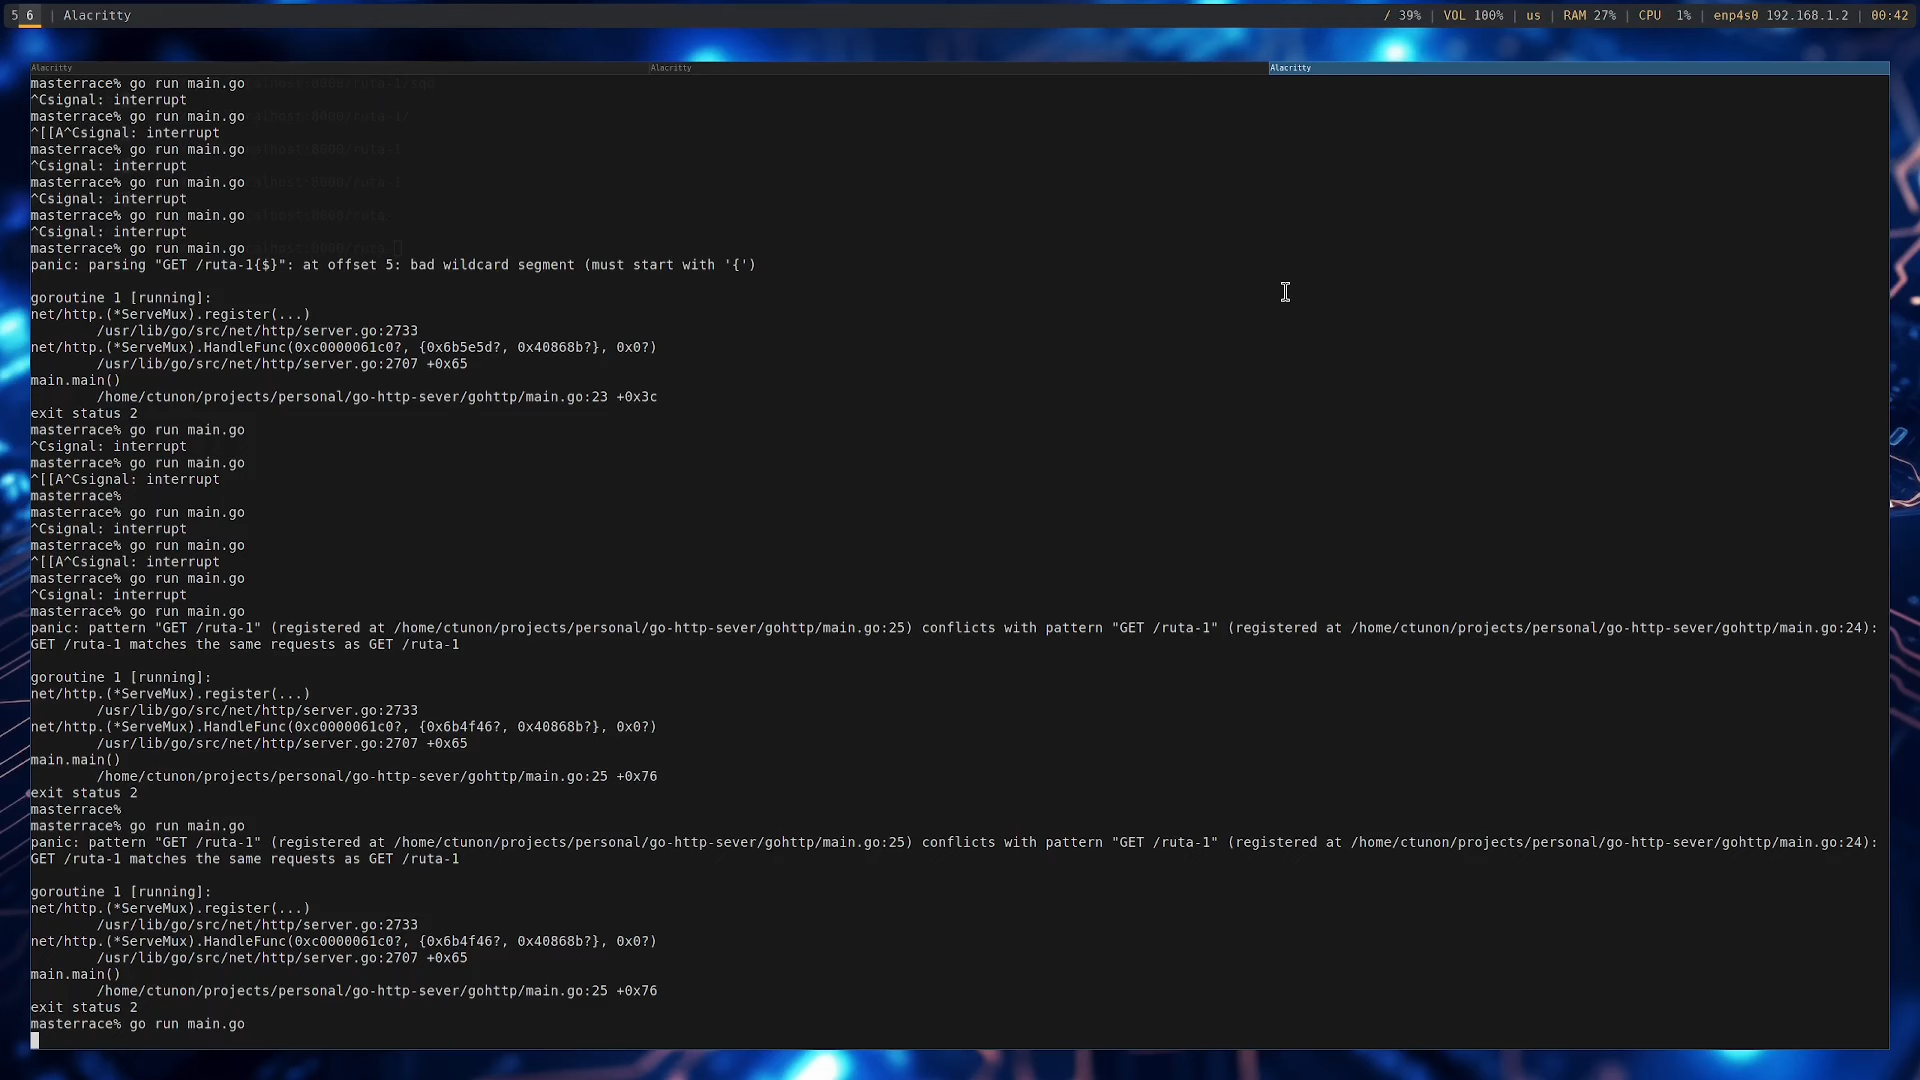 5 6 | Alacritty / 39% | VOL 100% | us | RAM 27% | CPU 1% | enp4s0 192.168.1.2 | 00:42
Alacritty Alacritty Alacritty
masterrace% go run main.go
^Csignal: interrupt
masterrace% go run main.go
^[[A^Csignal: interrupt
masterrace% go run main.go
^Csignal: interrupt
masterrace% go run main.go
^Csignal: interrupt
masterrace% go run main.go
^Csignal: interrupt
masterrace% go run main.go
panic: parsing "GET /ruta-1{$}": at offset 5: bad wildcard segment (must start with '{')
goroutine 1 [running]:
net/http.(*ServeMux).register(...)
/usr/lib/go/src/net/http/server.go:2733
net/http.(*ServeMux).HandleFunc(0xc0000061c0?, {0x6b5e5d?, 0x40868b?}, 0x0?)
/usr/lib/go/src/net/http/server.go:2707 +0x65
main.main()
/home/ctunon/projects/personal/go-http-sever/gohttp/main.go:23 +0x3c
exit status 2
masterrace% go run main.go
^Csignal: interrupt
masterrace% go run main.go
^[[A^Csignal: interrupt
masterrace%
masterrace% go run main.go
^Csignal: interrupt
masterrace% go run main.go
^[[A^Csignal: interrupt
masterrace% go run main.go
^Csignal: interrupt
masterrace% go run main.go
panic: pattern "GET /ruta-1" (registered at /home/ctunon/projects/personal/go-http-sever/gohttp/main.go:25) conflicts with pattern "GET /ruta-1" (registered at /home/ctunon/projects/personal/go-http-sever/gohttp/main.go:24):
GET /ruta-1 matches the same requests as GET /ruta-1
goroutine 1 [running]:
net/http.(*ServeMux).register(...)
/usr/lib/go/src/net/http/server.go:2733
net/http.(*ServeMux).HandleFunc(0xc0000061c0?, {0x6b4f46?, 0x40868b?}, 0x0?)
/usr/lib/go/src/net/http/server.go:2707 +0x65
main.main()
/home/ctunon/projects/personal/go-http-sever/gohttp/main.go:25 +0x76
exit status 2
masterrace%
masterrace% go run main.go
panic: pattern "GET /ruta-1" (registered at /home/ctunon/projects/personal/go-http-sever/gohttp/main.go:25) conflicts with pattern "GET /ruta-1" (registered at /home/ctunon/projects/personal/go-http-sever/gohttp/main.go:24):
GET /ruta-1 matches the same requests as GET /ruta-1
goroutine 1 [running]:
net/http.(*ServeMux).register(...)
/usr/lib/go/src/net/http/server.go:2733
net/http.(*ServeMux).HandleFunc(0xc0000061c0?, {0x6b4f46?, 0x40868b?}, 0x0?)
/usr/lib/go/src/net/http/server.go:2707 +0x65
main.main()
/home/ctunon/projects/personal/go-http-sever/gohttp/main.go:25 +0x76
exit status 2
masterrace% go run main.go